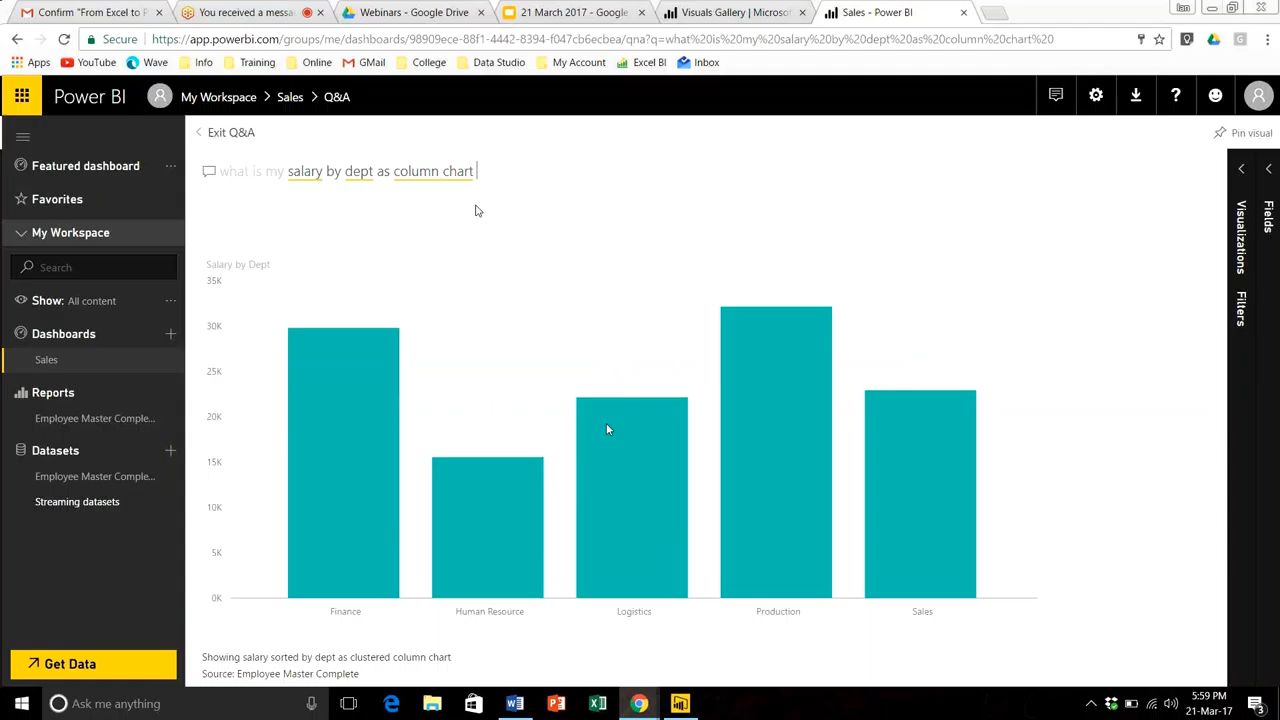 Confirm "From Excel to P
You received a messa
Webinars - Google Drive
21 March 2017 - Google
Visuals Gallery | Microso
Sales - Power BI
Secure
https://app.powerbi.com/groups/me/dashboards/98909ece-88f1-4442-8394-f047cb6ecbea/qna?q=what%20is%20my%20salary%20by%20dept%20as%20column%20chart%20
Apps
YouTube
Wave
Info
Training
Online
GMail
College
Data Studio
My Account
Excel BI
Inbox
Power BI
My Workspace > Sales > Q&A
Exit Q&A
Pin visual
what is my salary by dept as column chart
Featured dashboard ...
Favorites
My Workspace
Search
Show: All content ...
Dashboards +
Sales
Reports
Employee Master Comple...
Datasets +
Employee Master Comple...
Streaming datasets
Get Data
Salary by Dept
35K
30K
25K
20K
15K
10K
5K
0K
Finance
Human Resource
Logistics
Production
Sales
Showing salary sorted by dept as clustered column chart
Source: Employee Master Complete
Visualizations
Filters
Fields
Ask me anything
5:59 PM
21-Mar-17
3